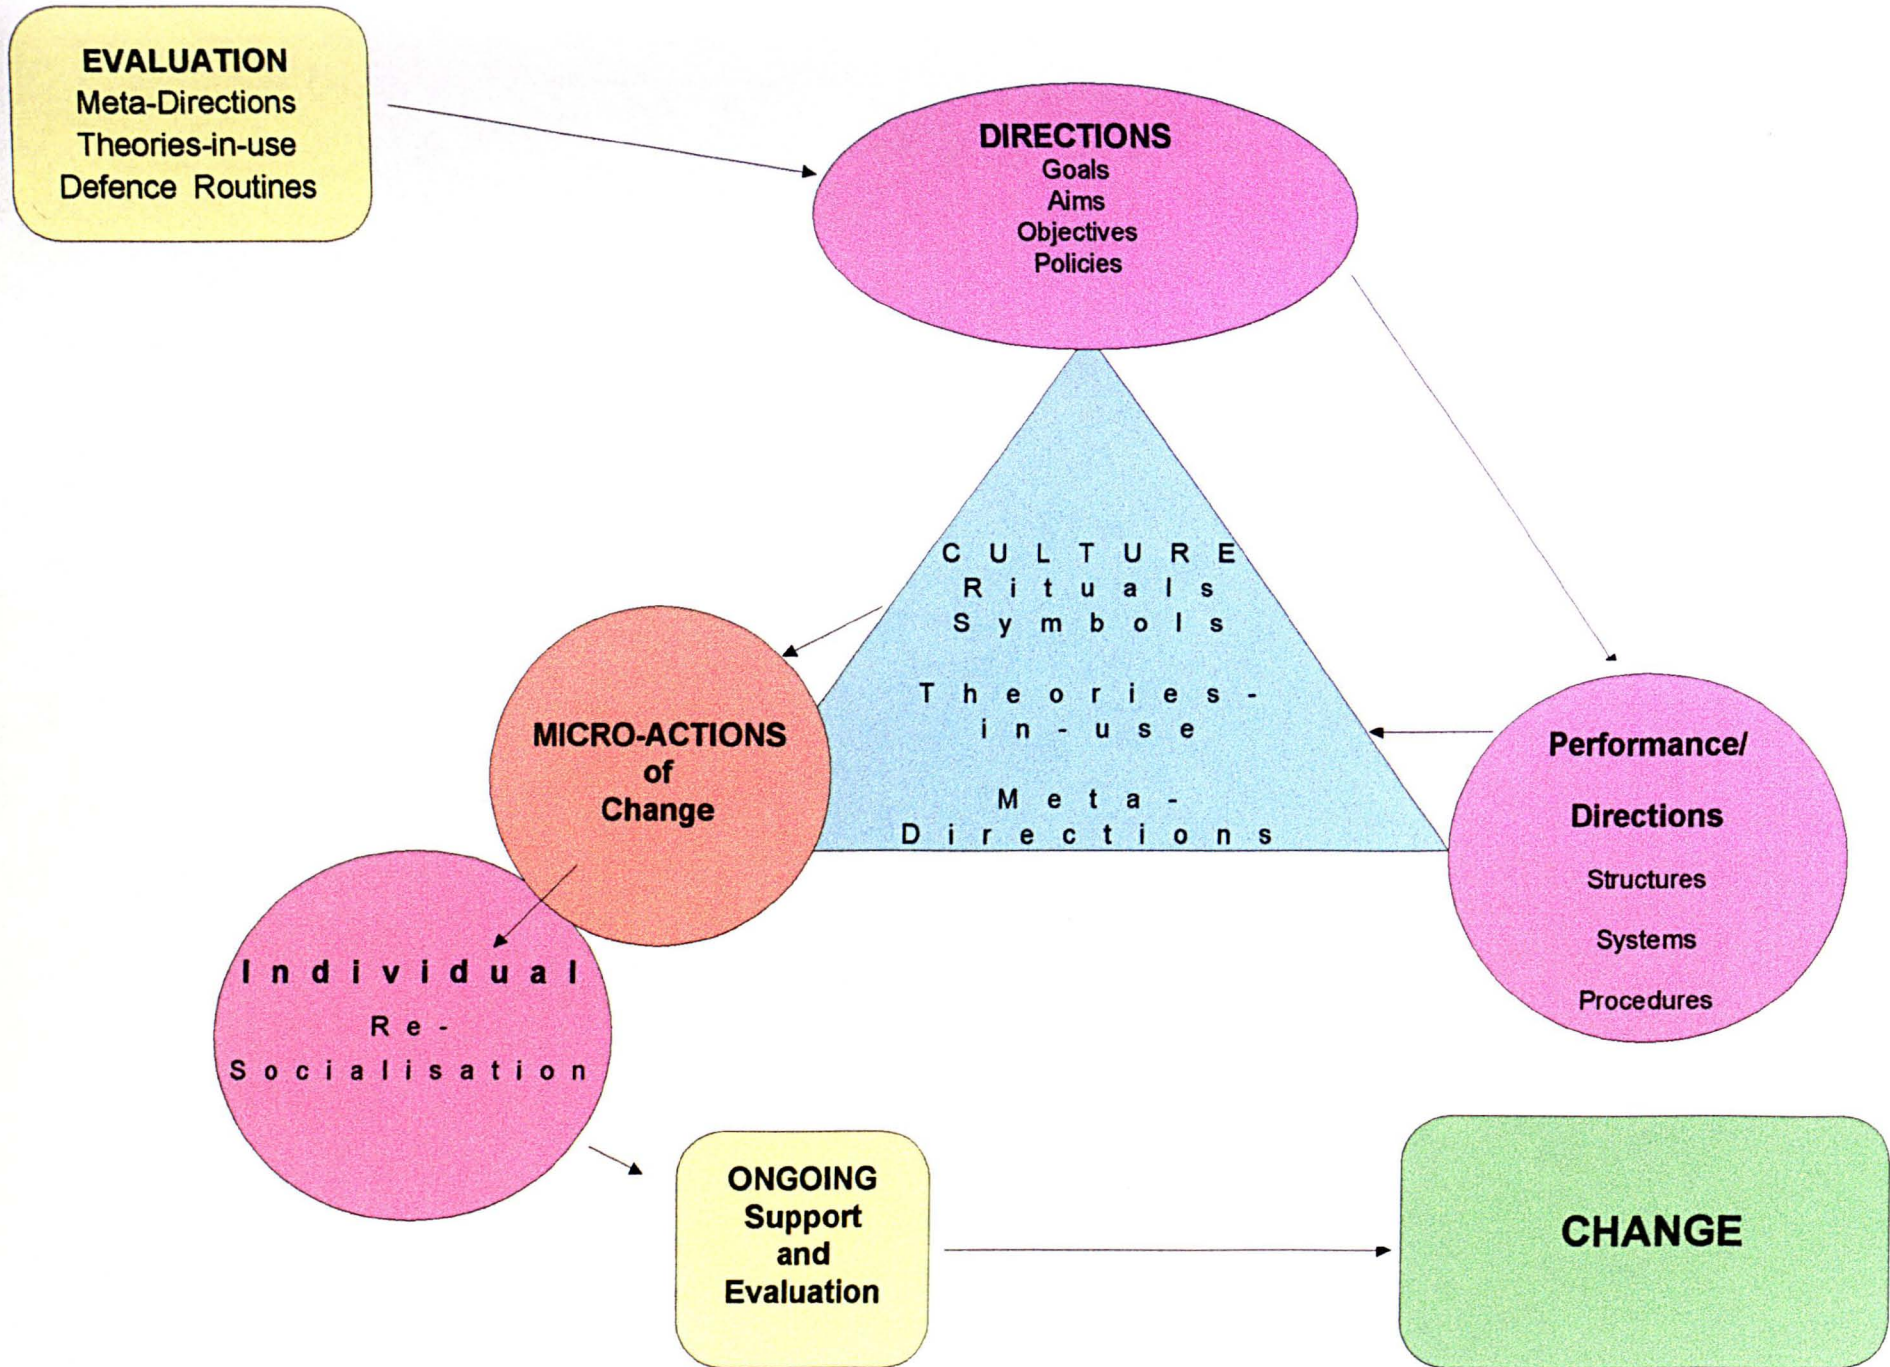 EVALUATION
Meta-Directions
Theories-in-use
Defence Routines
DIRECTIONS
Goals
Aims
Objectives
Policies
CULTURE
Rituals
Symbols
Theories-
in-use
Meta-
Directions
MICRO-ACTIONS
of
Change
Performance/
Directions
Structures
Systems
Procedures
Individual
Re-
Socialisation
ONGOING
Support
and
Evaluation
CHANGE